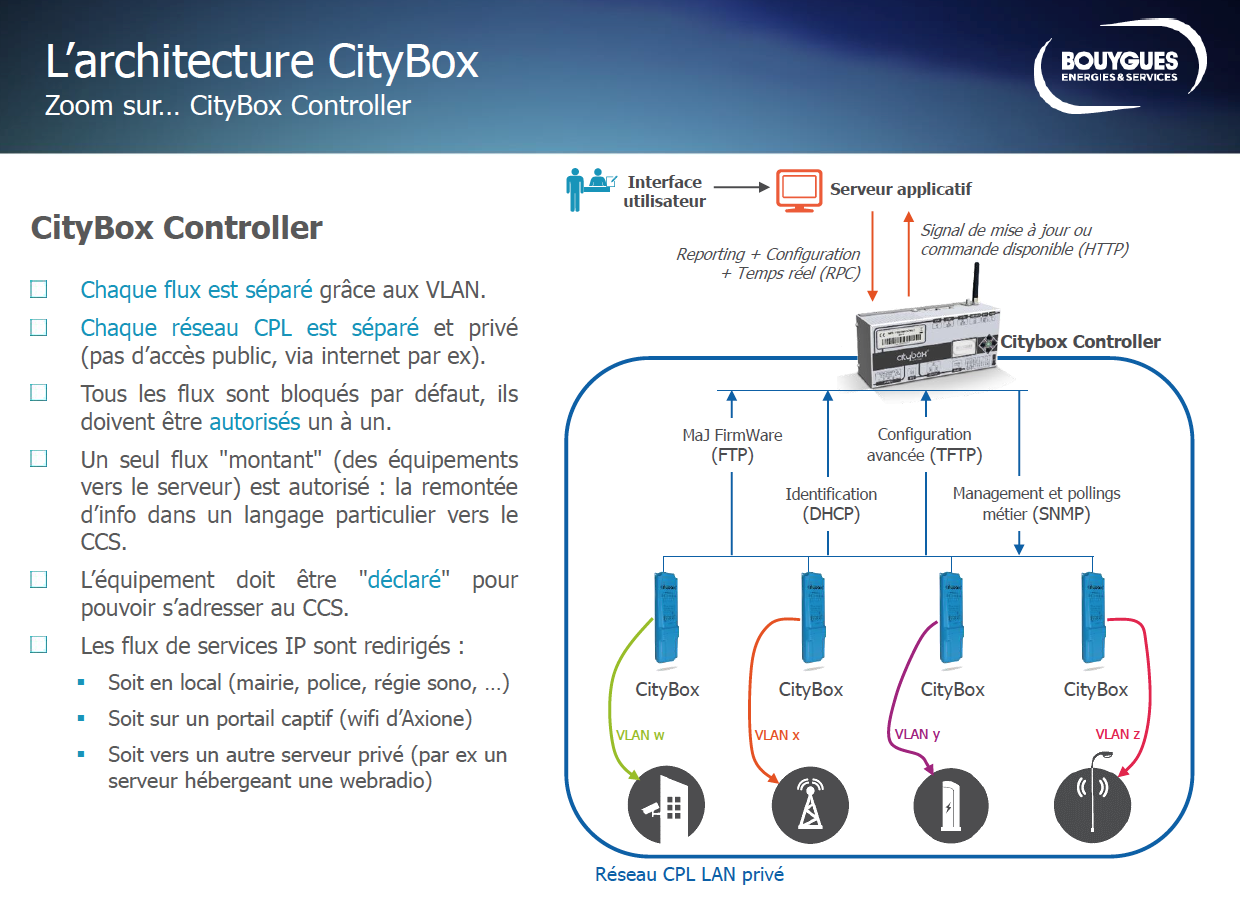 L'architecture CityBox
Zoom sur... CityBox Controller
BOUYGUES
ENERGIES & SERVICES
CityBox Controller
Chaque flux est séparé grâce aux VLAN.
Chaque réseau CPL est séparé et privé
(pas d'accès public, via internet par ex).
Tous les flux sont bloqués par défaut, ils
doivent être autorisés un à un.
Un seul flux "montant" (des équipements
vers le serveur) est autorisé : la remontée
d'info dans un langage particulier vers le
CCS.
L'équipement doit être "déclaré" pour
pouvoir s'adresser au CCS.
Les flux de services IP sont redirigés :
Soit en local (mairie, police, régie sono, ...)
Soit sur un portail captif (wifi d'Axione)
Soit vers un autre serveur privé (par ex un
serveur hébergeant une webradio)
Interface
utilisateur
Serveur applicatif
Reporting + Configuration
+ Temps réel (RPC)
Signal de mise à jour ou
commande disponible (HTTP)
citybox
Citybox Controller
MaJ FirmWare
(FTP)
Configuration
avancée (TFTP)
Identification
(DHCP)
Management et pollings
métier (SNMP)
CityBox
CityBox
CityBox
CityBox
VLAN w
VLAN x
VLAN y
VLAN z
Réseau CPL LAN privé